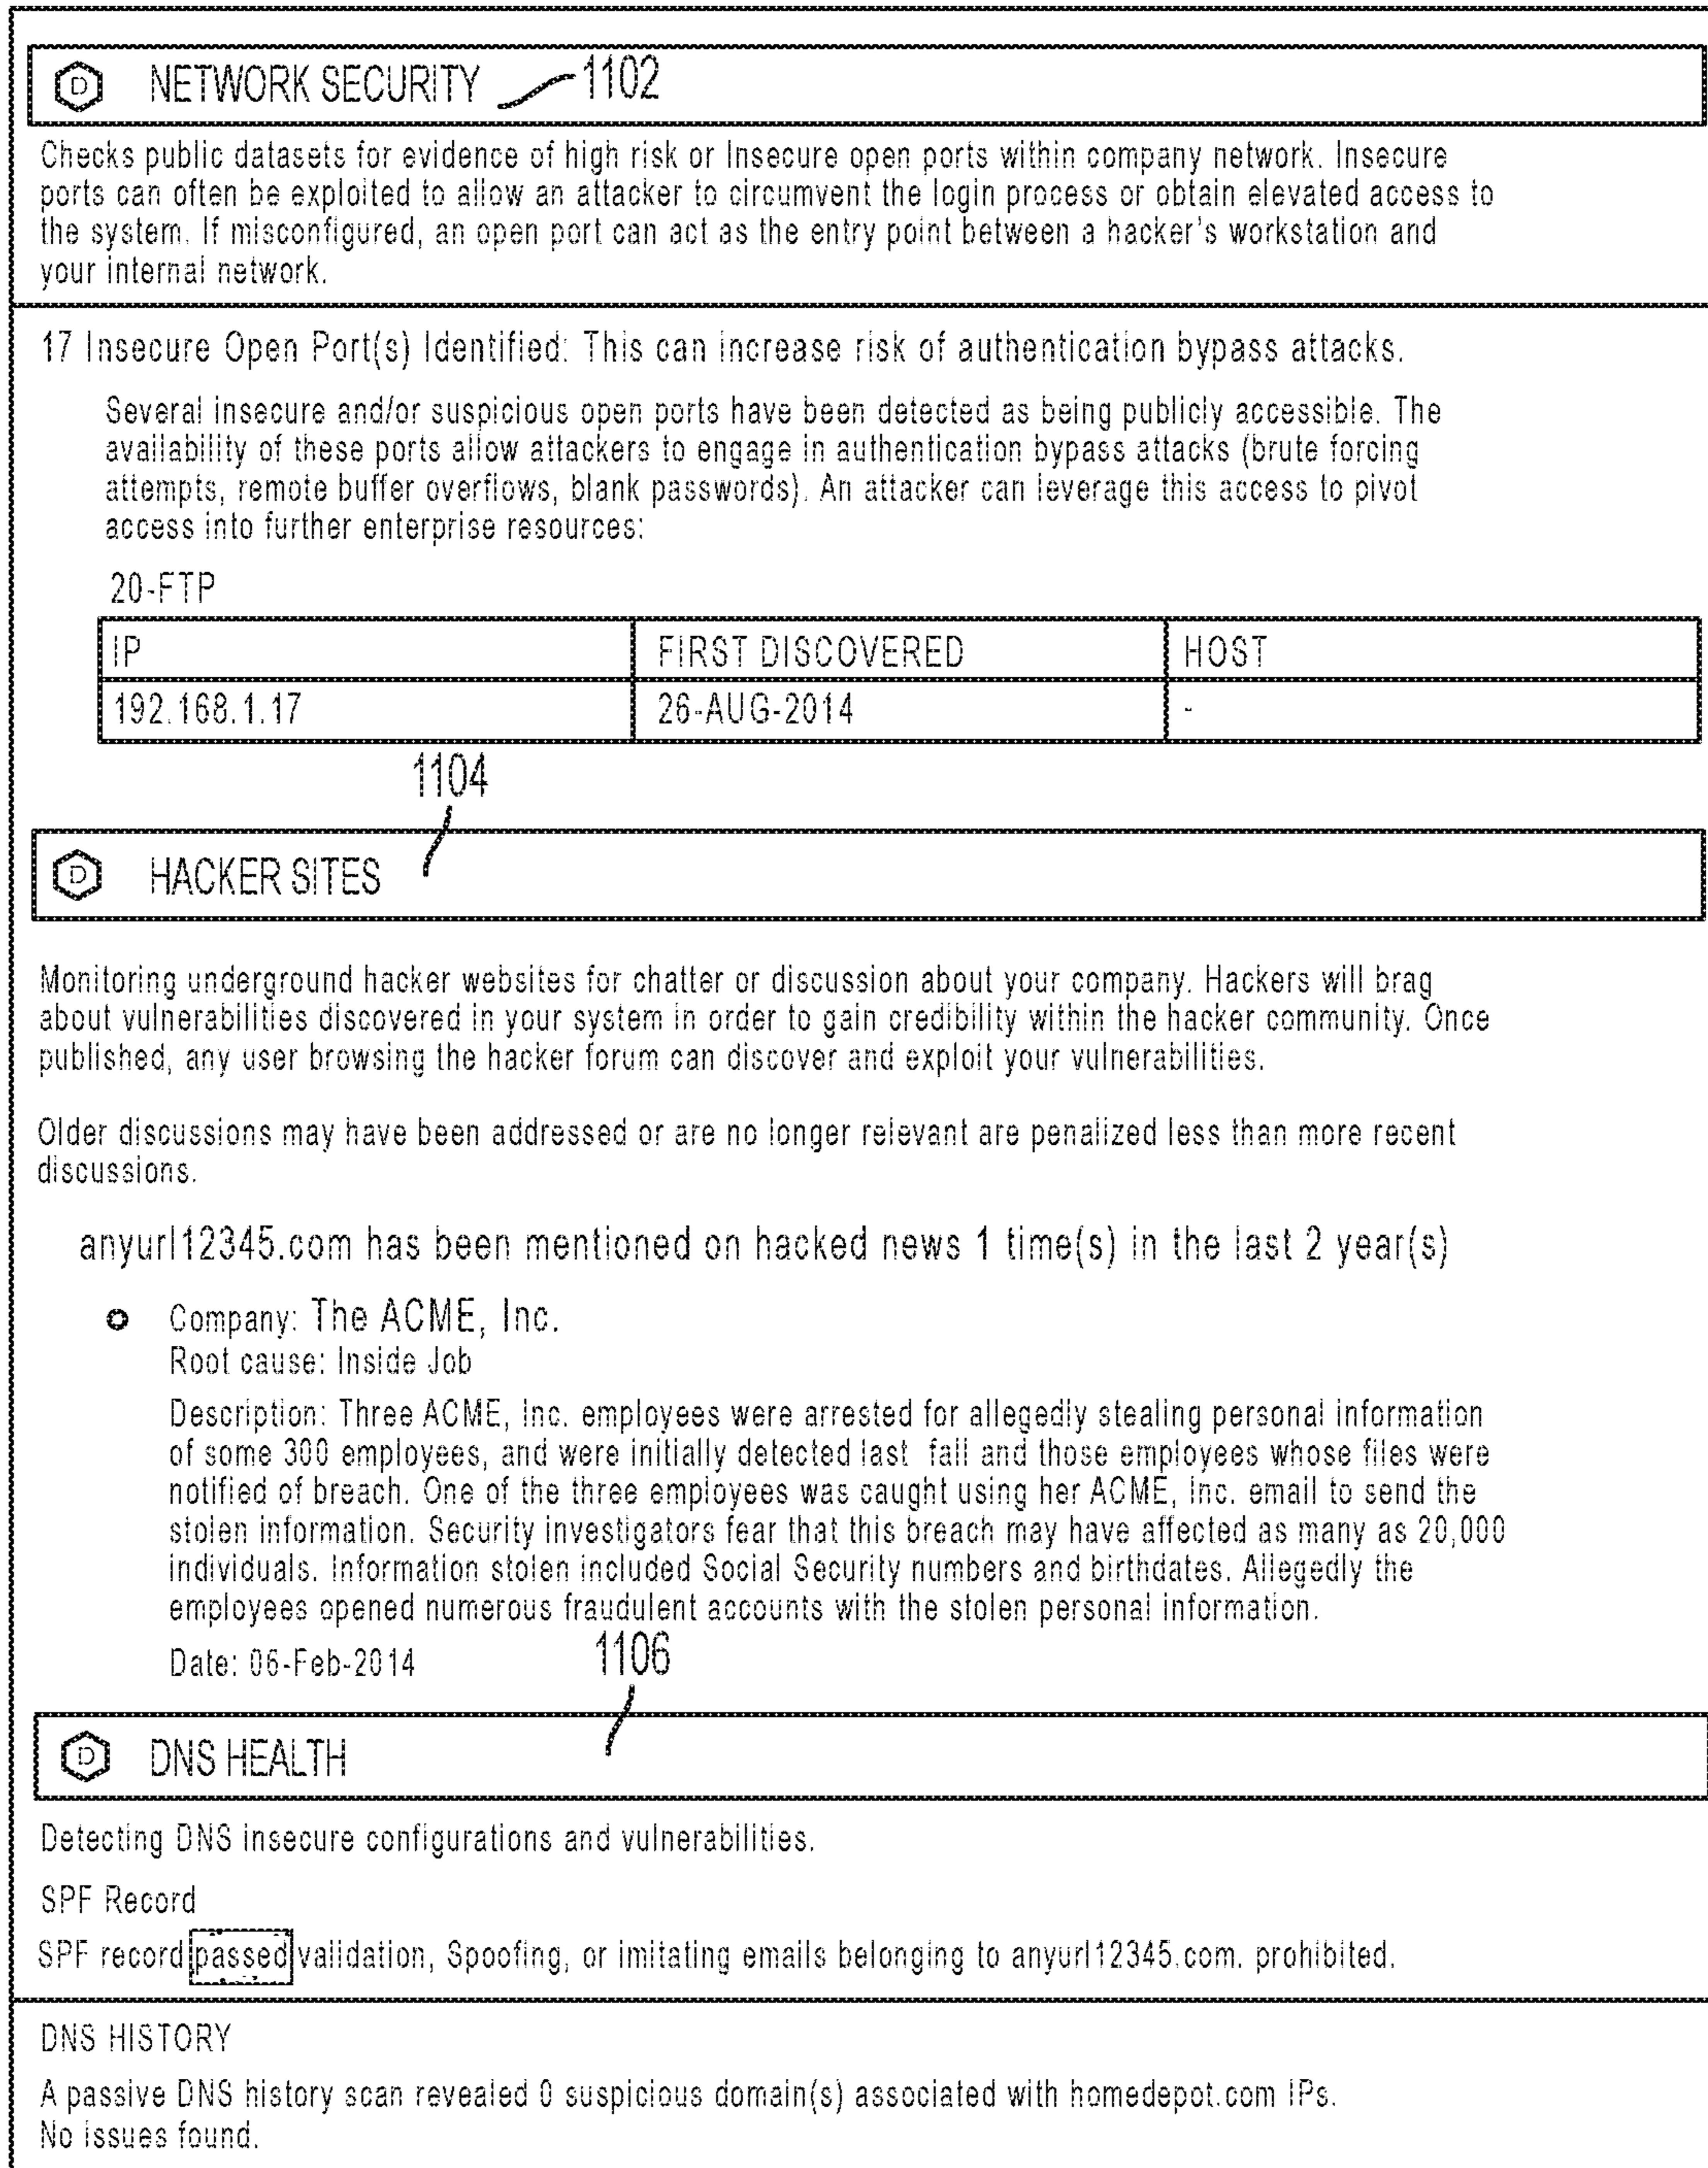 D NETWORK SECURITY 1102
Checks public datasets for evidence of high risk or Insecure open ports within company network. Insecure
ports can often be exploited to allow an attacker to circumvent the login process or obtain elevated access to
the system. If misconfigured, an open port can act as the entry point between a hacker's workstation and
your internal network.
17 Insecure Open Port(s) Identified: This can increase risk of authentication bypass attacks.
Several insecure and/or suspicious open ports have been detected as being publicly accessible. The
availability of these ports allow attackers to engage in authentication bypass attacks (brute forcing
attempts, remote buffer overflows, blank passwords). An attacker can leverage this access to pivot
access into further enterprise resources:
20-FTP
IP FIRST DISCOVERED HOST
192.168.1.17 26-AUG-2014 -
1104
D HACKER SITES
Monitoring underground hacker websites for chatter or discussion about your company. Hackers will brag
about vulnerabilities discovered in your system in order to gain credibility within the hacker community. Once
published, any user browsing the hacker forum can discover and exploit your vulnerabilities.
Older discussions may have been addressed or are no longer relevant are penalized less than more recent
discussions.
anyurl12345.com has been mentioned on hacked news 1 time(s) in the last 2 year(s)
Company: The ACME, Inc.
Root cause: Inside Job
Description: Three ACME, Inc. employees were arrested for allegedly stealing personal information
of some 300 employees, and were initially detected last fall and those employees whose files were
notified of breach. One of the three employees was caught using her ACME, Inc. email to send the
stolen information. Security investigators fear that this breach may have affected as many as 20,000
individuals. Information stolen included Social Security numbers and birthdates. Allegedly the
employees opened numerous fraudulent accounts with the stolen personal information.
Date: 06-Feb-2014
1106
D DNS HEALTH
Detecting DNS insecure configurations and vulnerabilities.
SPF Record
SPF record passed validation, Spoofing, or imitating emails belonging to anyurl12345.com. prohibited.
DNS HISTORY
A passive DNS history scan revealed 0 suspicious domain(s) associated with homedepot.com IPs.
No issues found.